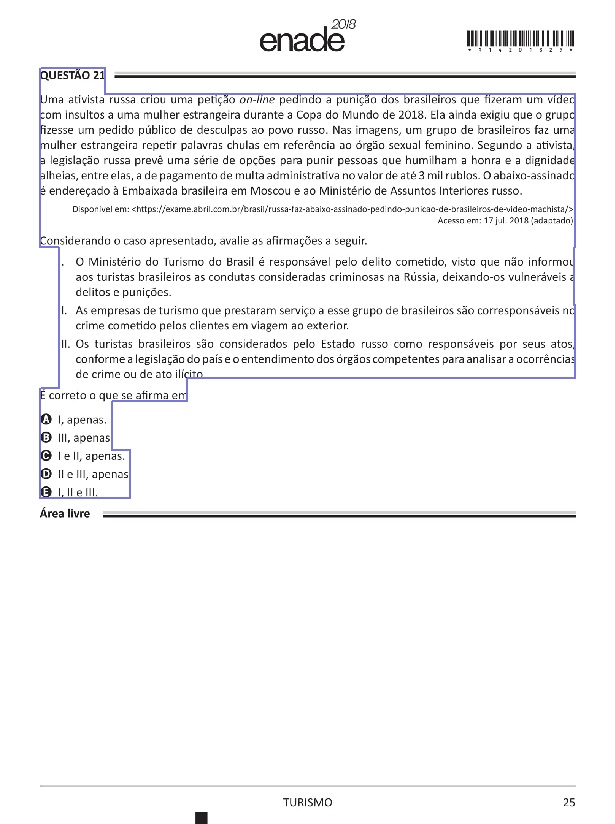 enade 2018
*R1420182S*
QUESTÃO 21
Uma ativista russa criou uma petição on-line pedindo a punição dos brasileiros que fizeram um vídeo
com insultos a uma mulher estrangeira durante a Copa do Mundo de 2018. Ela ainda exigiu que o grupo
fizesse um pedido público de desculpas ao povo russo. Nas imagens, um grupo de brasileiros faz uma
mulher estrangeira repetir palavras chulas em referência ao órgão sexual feminino. Segundo a ativista,
a legislação russa prevê uma série de opções para punir pessoas que humilham a honra e a dignidade
alheias, entre elas, a de pagamento de multa administrativa no valor de até 3 mil rublos. O abaixo-assinado
é endereçado à Embaixada brasileira em Moscou e ao Ministério de Assuntos Interiores russo.
Disponível em: <https://exame.abril.com.br/brasil/russa-faz-abaixo-assinado-pedindo-punicao-de-brasileiros-de-video-machista/>
Acesso em: 17 jul. 2018 (adaptado)
Considerando o caso apresentado, avalie as afirmações a seguir.
. O Ministério do Turismo do Brasil é responsável pelo delito cometido, visto que não informou
aos turistas brasileiros as condutas consideradas criminosas na Rússia, deixando-os vulneráveis a
delitos e punições.
I. As empresas de turismo que prestaram serviço a esse grupo de brasileiros são corresponsáveis no
crime cometido pelos clientes em viagem ao exterior.
II. Os turistas brasileiros são considerados pelo Estado russo como responsáveis por seus atos,
conforme a legislação do país e o entendimento dos órgãos competentes para analisar a ocorrências
de crime ou de ato ilícito
É correto o que se afirma em
A I, apenas.
B III, apenas
C I e II, apenas.
D II e III, apenas
E I, II e III.
Área livre
TURISMO
25